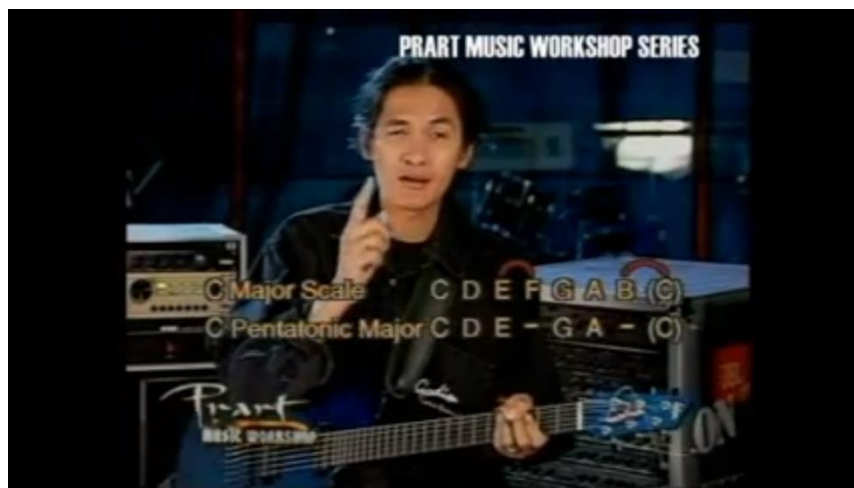 PRART MUSIC WORKSHOP SERIES
C Major Scale C D E F G A B (C)
C Pentatonic Major C D E - G A - (C)
Prart
MUSIC WORKSHOP